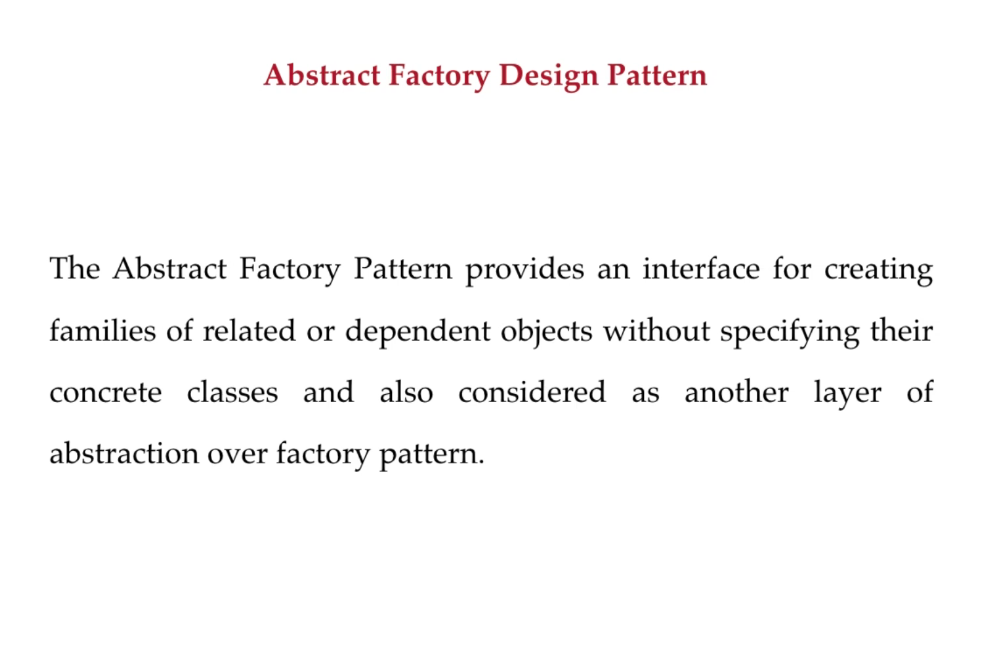 Abstract Factory Design Pattern
The Abstract Factory Pattern provides an interface for creating
families of related or dependent objects without specifying their
concrete classes and also considered as another layer of
abstraction over factory pattern.